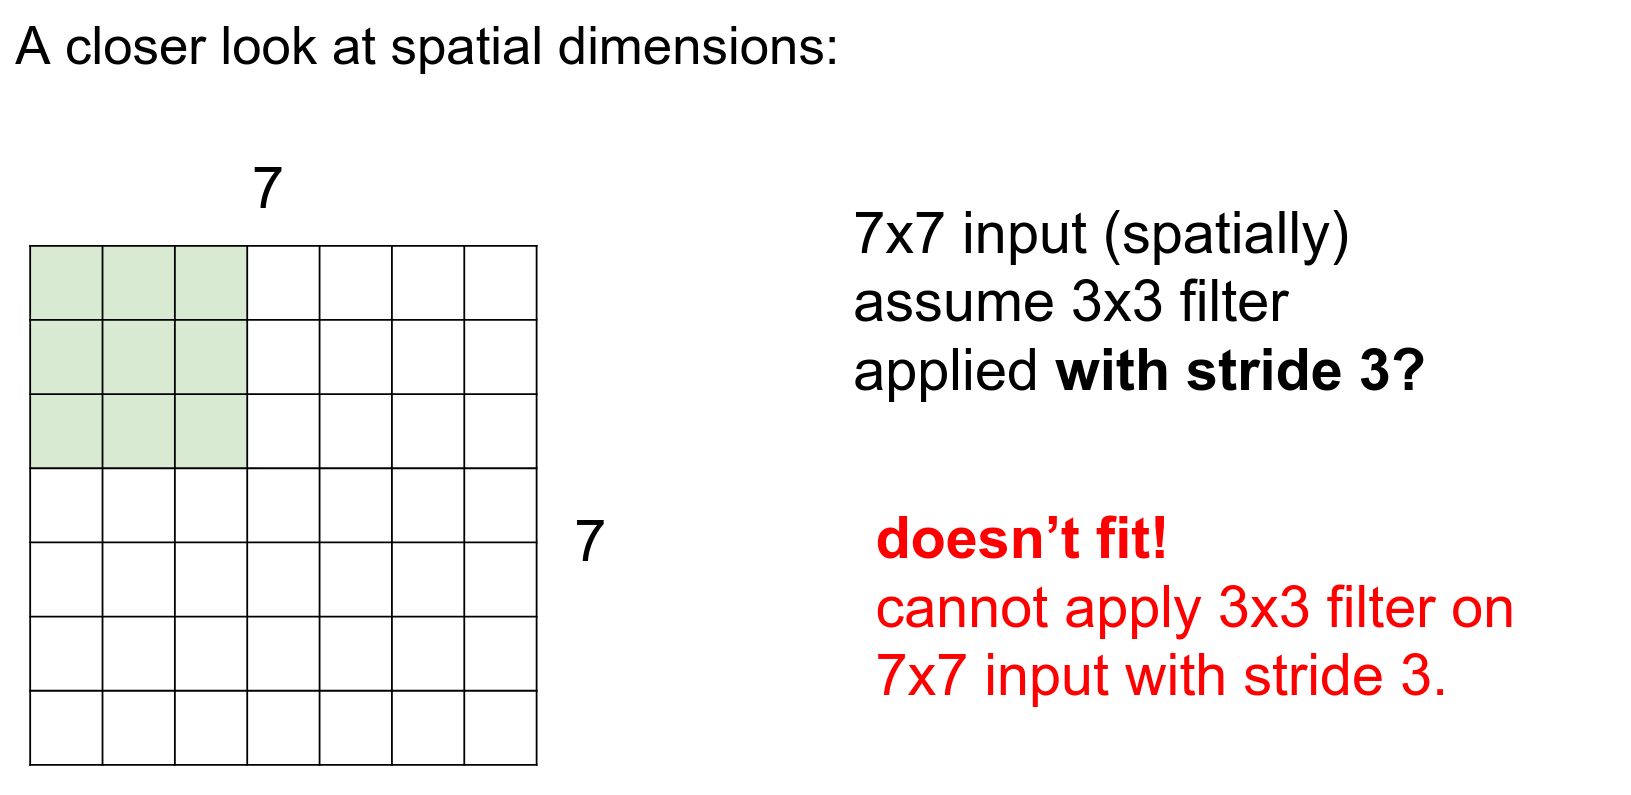 A closer look at spatial dimensions:
7
7x7 input (spatially)
assume 3x3 filter
applied with stride 3?
7
doesn’t fit!
cannot apply 3x3 filter on
7x7 input with stride 3.